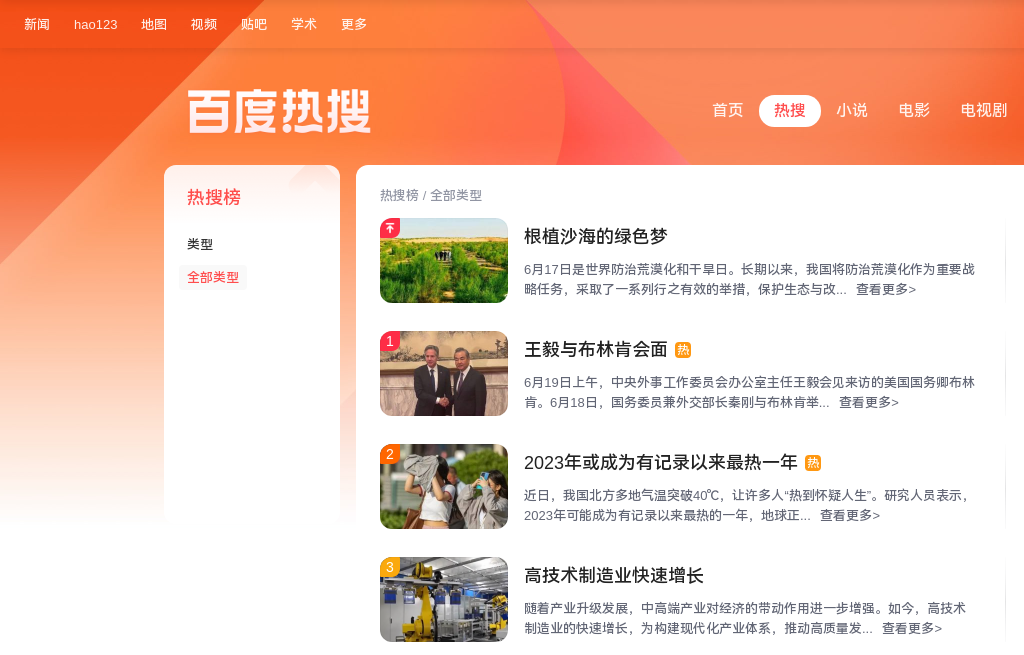 新闻 hao123 地图 视频 贴吧 学术 更多
百度热搜
首页 热搜 小说 电影 电视剧
热搜榜
类型
全部类型
热搜榜 / 全部类型
根植沙海的绿色梦
6月17日是世界防治荒漠化和干旱日。长期以来，我国将防治荒漠化作为重要战
略任务，采取了一系列行之有效的举措，保护生态与改... 查看更多>
1
王毅与布林肯会面 热
6月19日上午，中央外事工作委员会办公室主任王毅会见来访的美国国务卿布林
肯。6月18日，国务委员兼外交部长秦刚与布林肯举... 查看更多>
2
2023年或成为有记录以来最热一年 热
近日，我国北方多地气温突破40℃，让许多人“热到怀疑人生”。研究人员表示，
2023年可能成为有记录以来最热的一年，地球正... 查看更多>
3
高技术制造业快速增长
随着产业升级发展，中高端产业对经济的带动作用进一步增强。如今，高技术
制造业的快速增长，为构建现代化产业体系，推动高质量发... 查看更多>